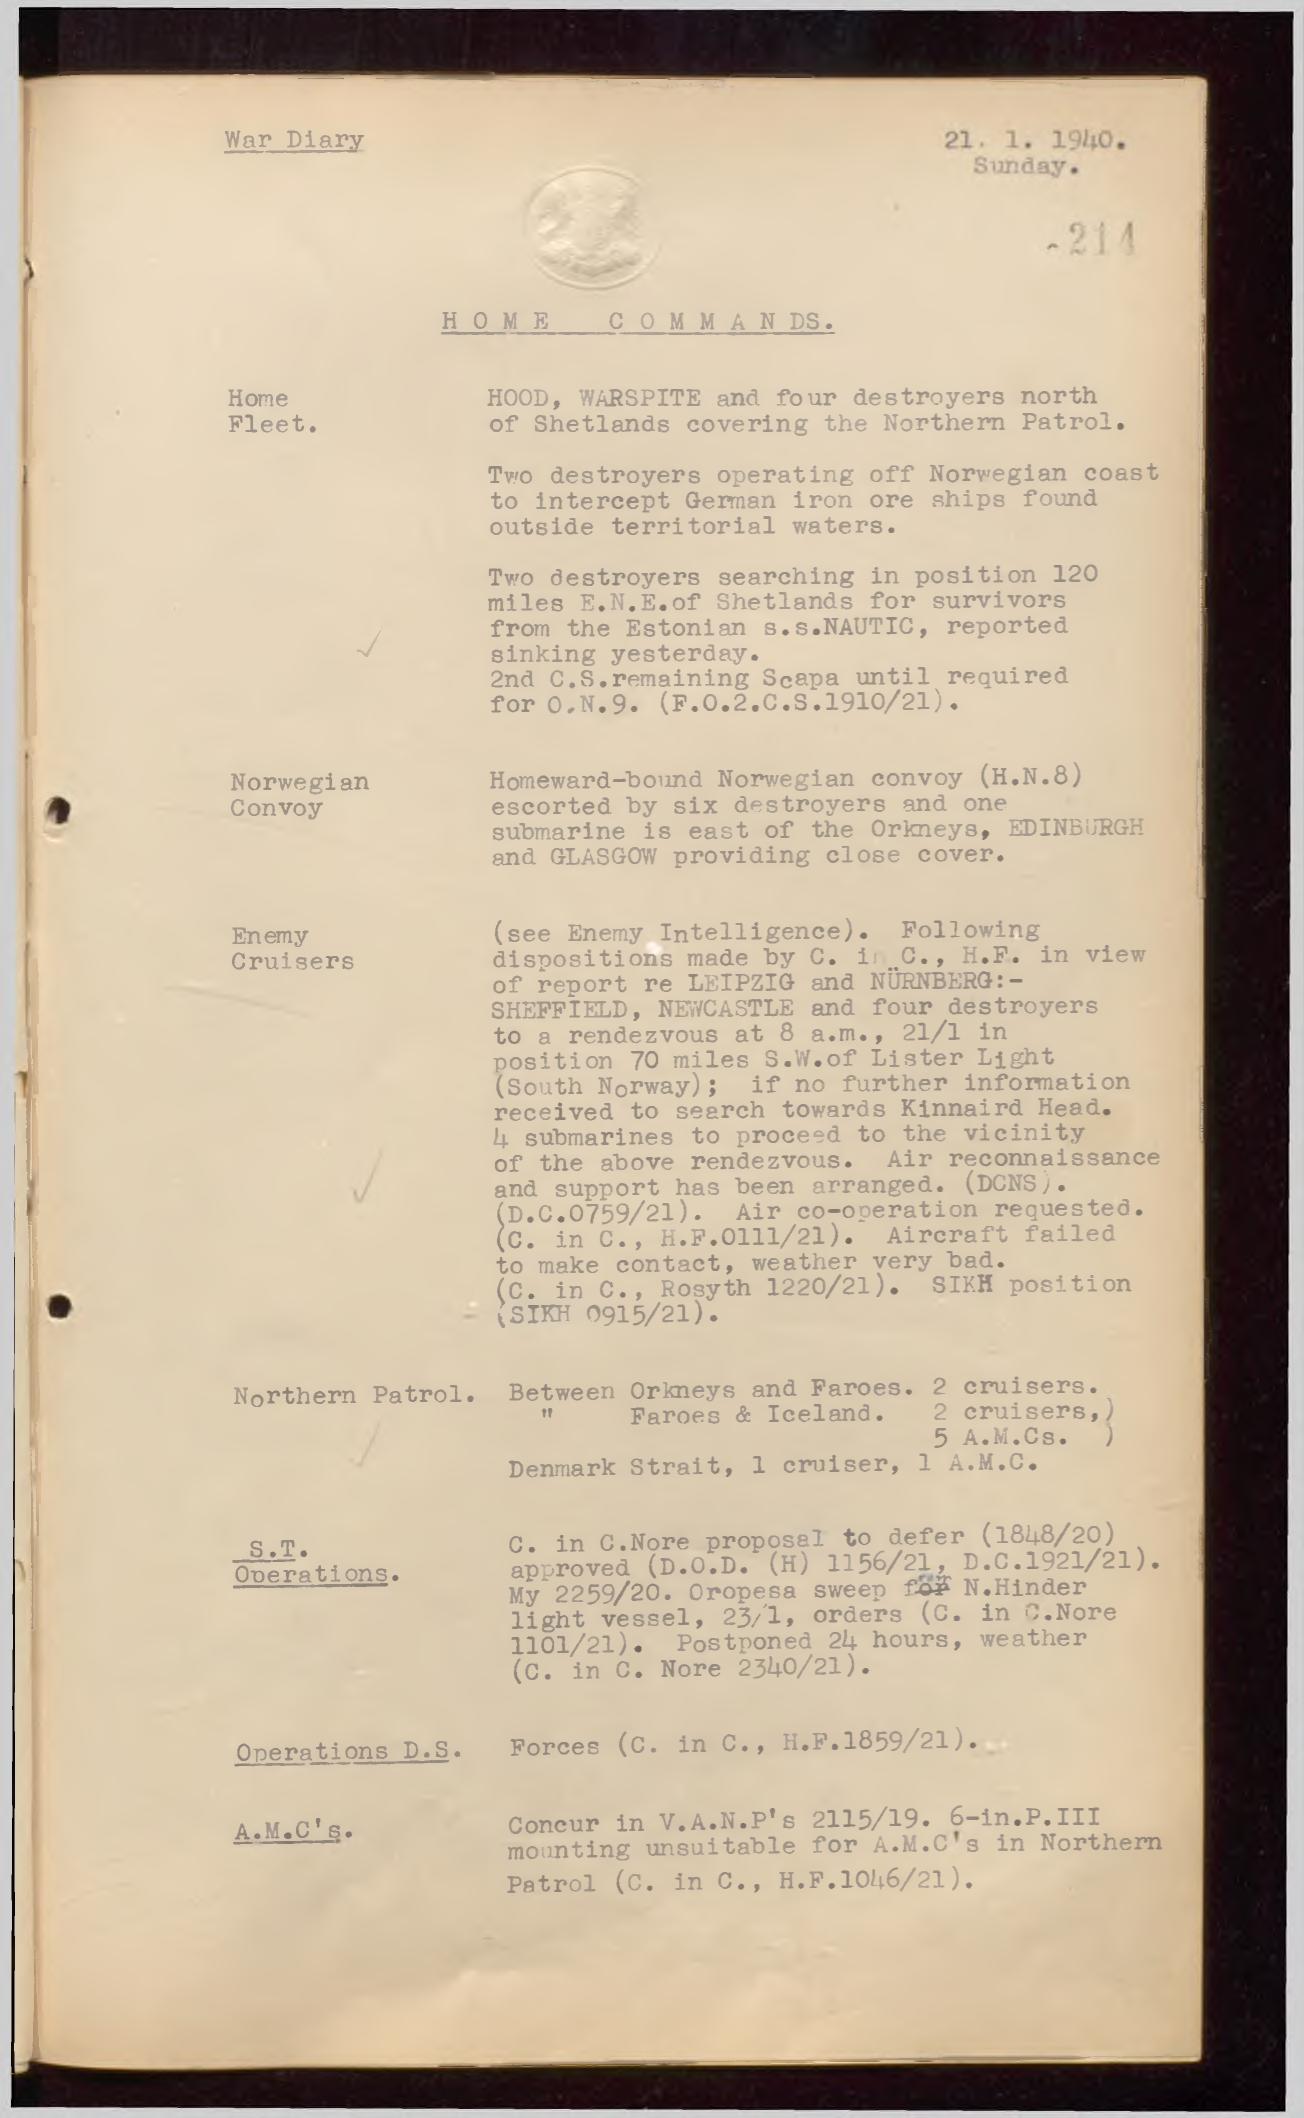 War Diary
21. 1. 1940.
Sunday.
214
HOME COMMANDS.
Home HOOD, WARSPITE and four destroyers north
Fleet. of Shetlands covering the Northern Patrol.
Two destroyers operating off Norwegian coast
to intercept German iron ore ships found
outside territorial waters.
Two destroyers searching in position 120
miles E.N.E.of Shetlands for survivors
from the Estonian s.s.NAUTIC, reported
sinking yesterday.
2nd C.S.remaining Scapa until required
for O.N.9. (F.O.2.C.S.1910/21).
Norwegian Homeward-bound Norwegian convoy (H.N.8)
Convoy escorted by six destroyers and one
submarine is east of the Orkneys, EDINBURGH
and GLASGOW providing close cover.
Enemy (see Enemy Intelligence). Following
Cruisers dispositions made by C. in C., H.F. in view
of report re LEIPZIG and NÜRNBERG:-
SHEFFIELD, NEWCASTLE and four destroyers
to a rendezvous at 8 a.m., 21/1 in
position 70 miles S.W.of Lister Light
(South Norway); if no further information
received to search towards Kinnaird Head.
4 submarines to proceed to the vicinity
of the above rendezvous. Air reconnaissance
and support has been arranged. (DCNS).
(D.C.0759/21). Air co-operation requested.
(C. in C., H.F.0111/21). Aircraft failed
to make contact, weather very bad.
(C. in C., Rosyth 1220/21). SIKH position
(SIKH 0915/21).
Northern Patrol. Between Orkneys and Faroes. 2 cruisers.
" Faroes & Iceland. 2 cruisers,)
5 A.M.Cs. )
Denmark Strait, 1 cruiser, 1 A.M.C.
S.T. C. in C.Nore proposal to defer (1848/20)
Operations. approved (D.O.D. (H) 1156/21, D.C.1921/21).
My 2259/20. Oropesa sweep for N.Hinder
light vessel, 23/1, orders (C. in C.Nore
1101/21). Postponed 24 hours, weather
(C. in C. Nore 2340/21).
Operations D.S. Forces (C. in C., H.F.1859/21).
A.M.C's. Concur in V.A.N.P's 2115/19. 6-in.P.III
mounting unsuitable for A.M.C's in Northern
Patrol (C. in C., H.F.1046/21).